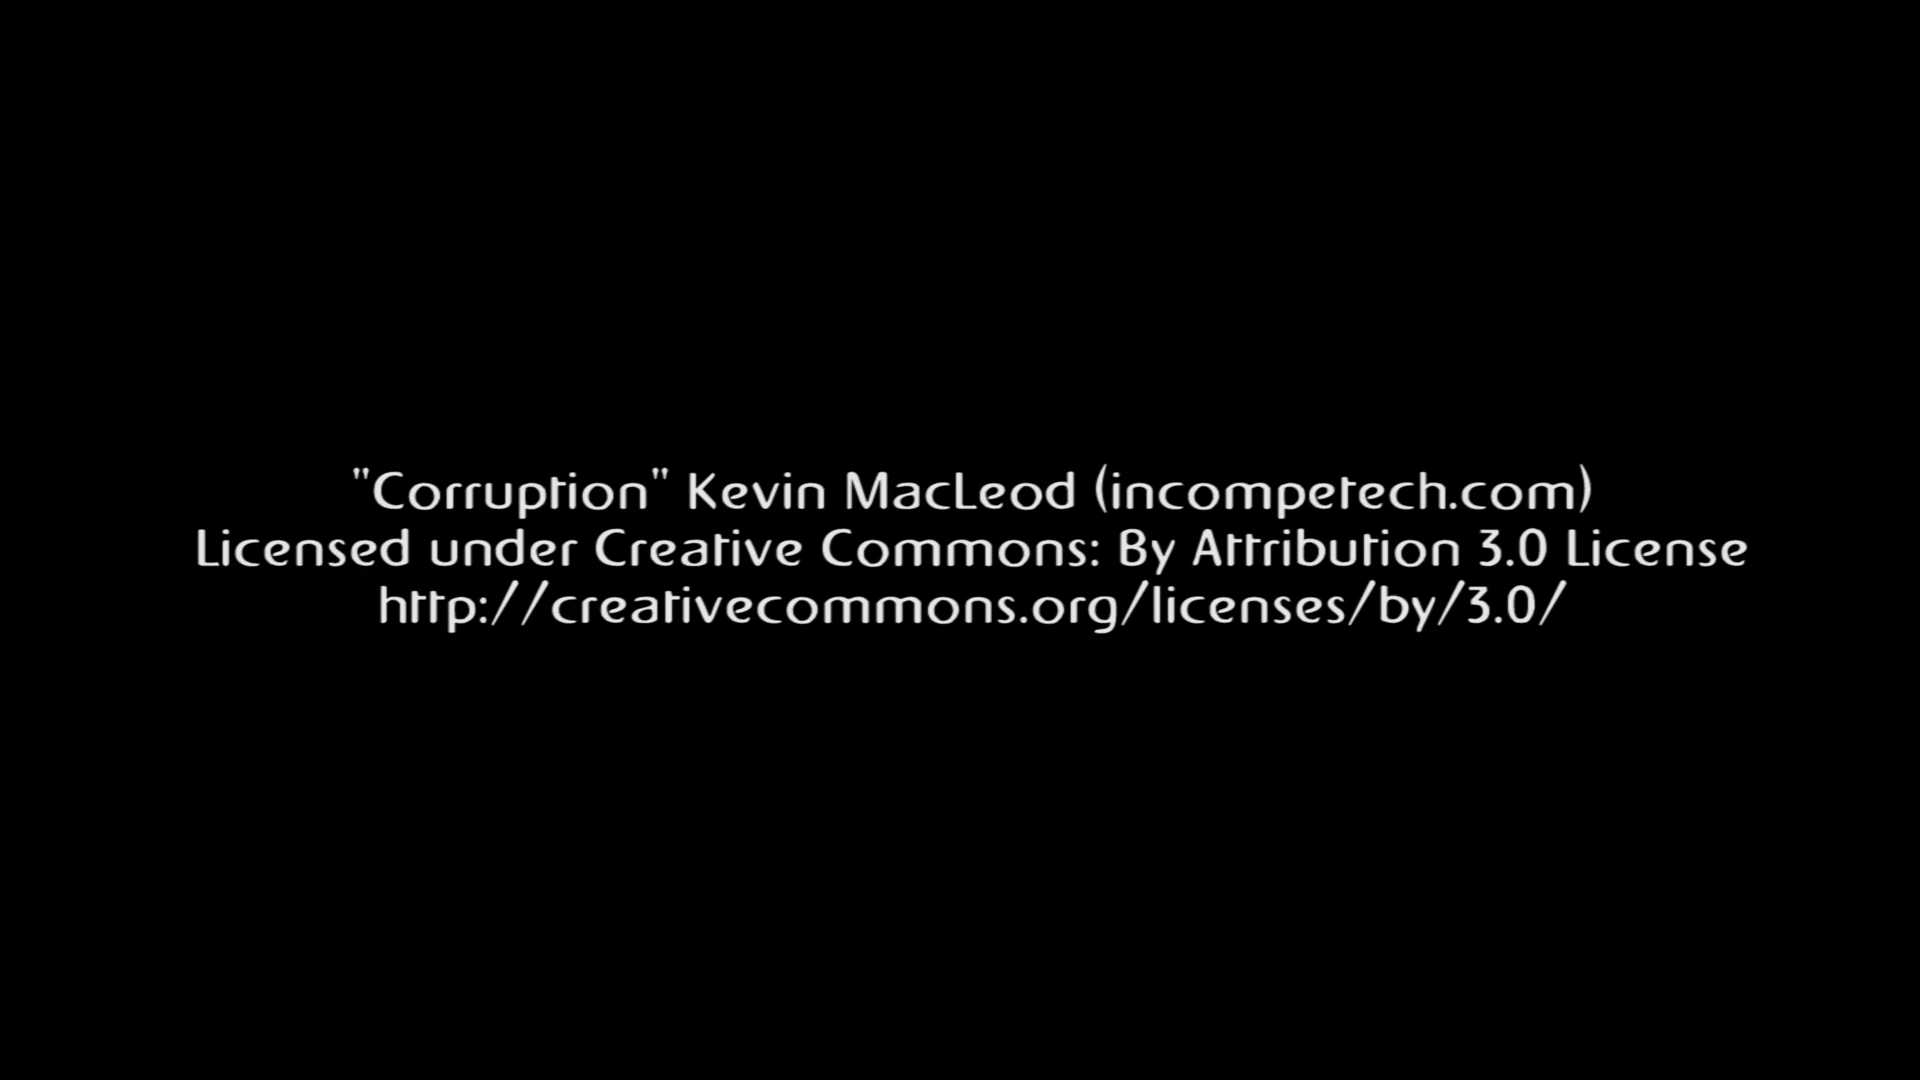 "Corruption" Kevin MacLeod (incompetech.com)
Licensed under Creative Commons: By Attribution 3.0 License
http://creativecommons.org/licenses/by/3.0/